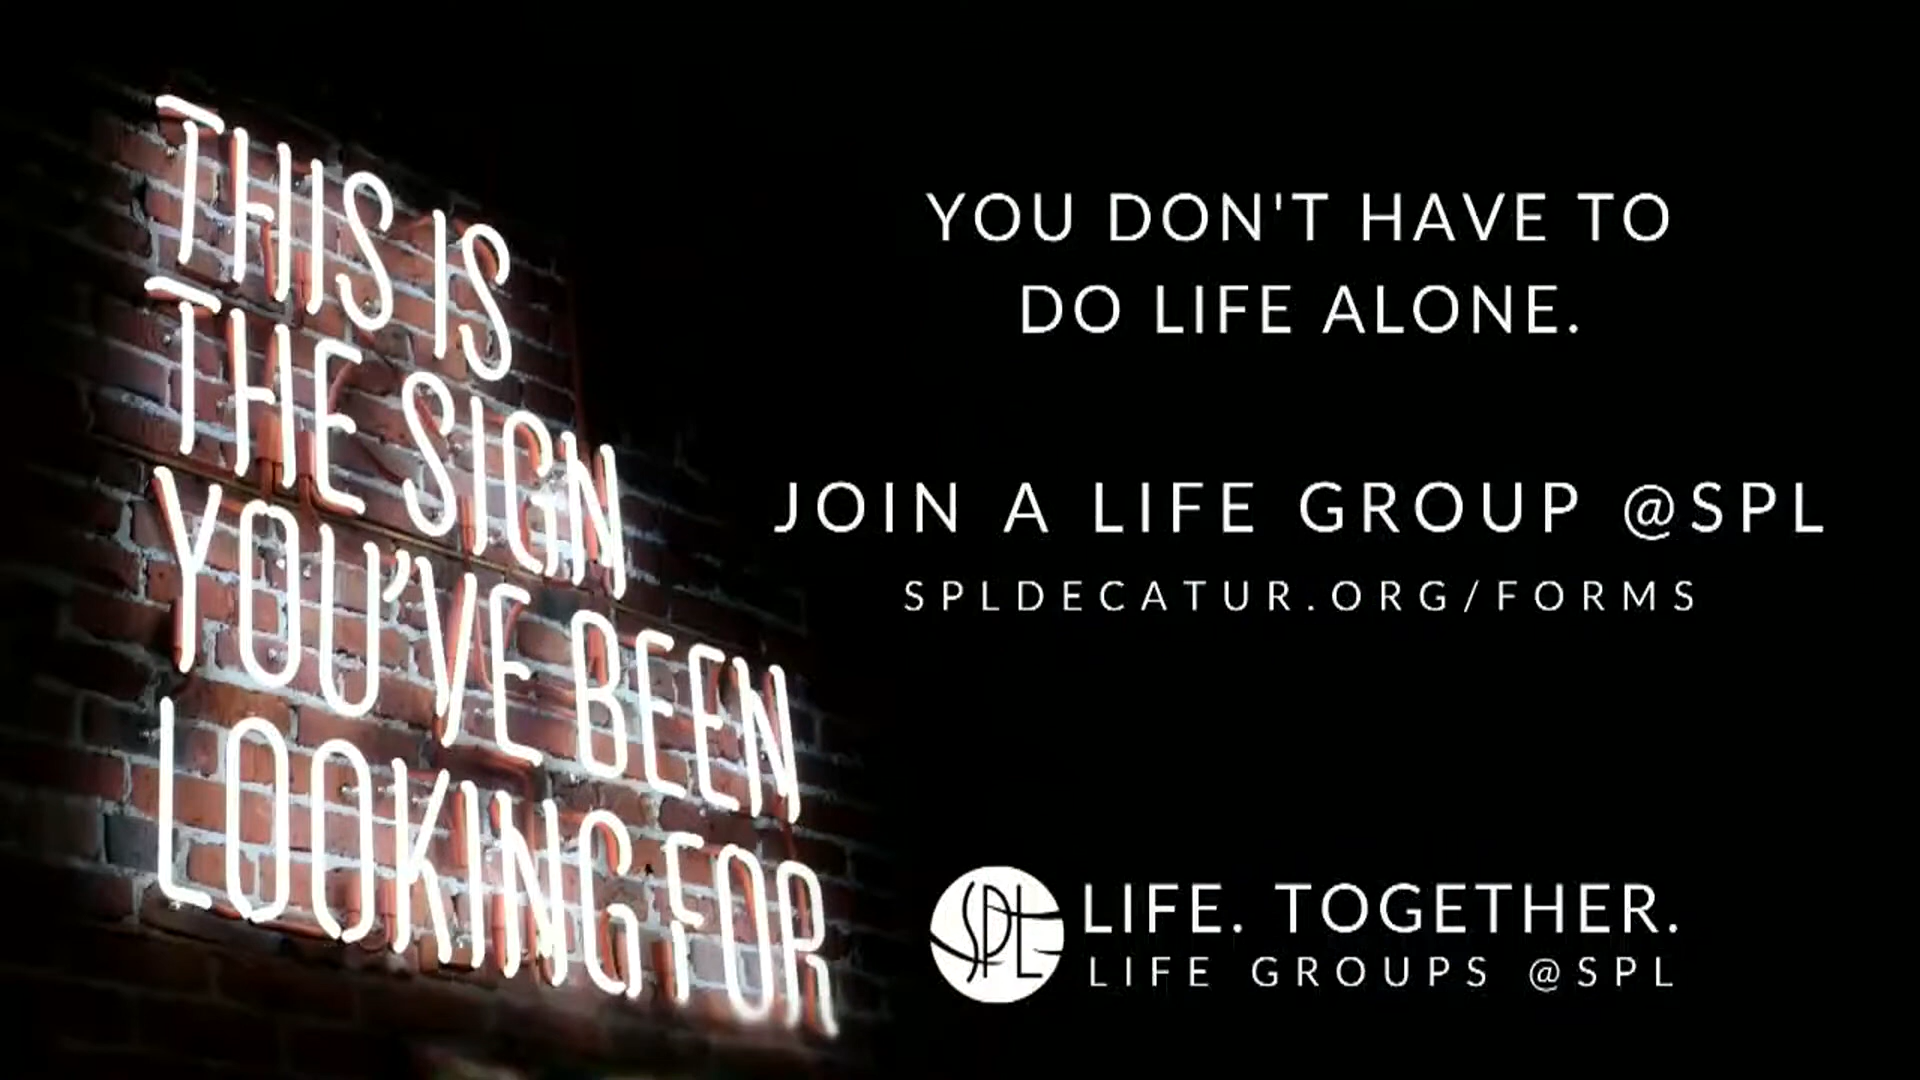 THIS IS
THE SIGN
YOU'VE BEEN
LOOKING FOR
YOU DON'T HAVE TO
DO LIFE ALONE.
JOIN A LIFE GROUP @SPL
SPLDECATUR.ORG/FORMS
SPL
LIFE. TOGETHER.
LIFE GROUPS @SPL